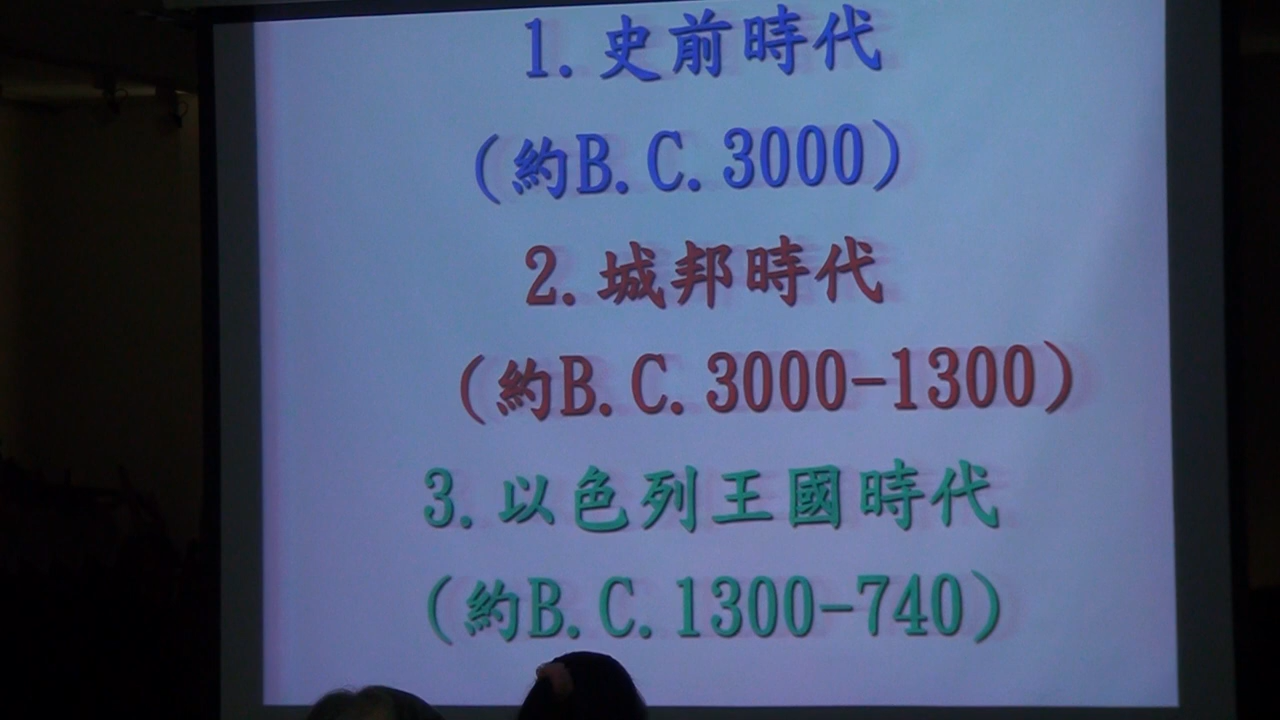 1.史前時代
(約B.C.3000)
2.城邦時代
(約B.C.3000-1300)
3.以色列王國時代
(約B.C.1300-740)